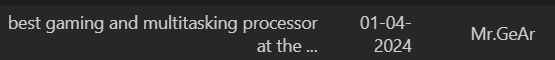 best gaming and multitasking processor
at the ...
01-04-
2024
Mr.GeAr